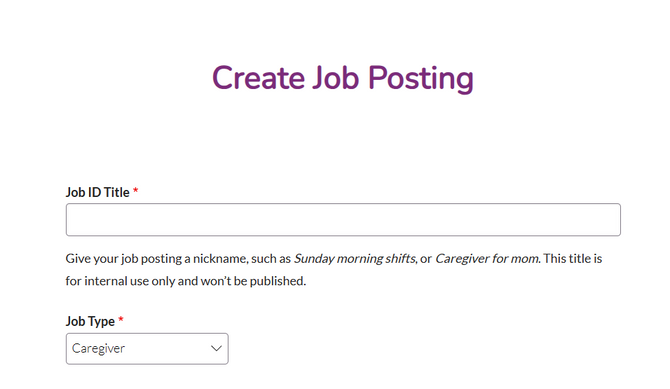 Create Job Posting
Job ID Title *
Give your job posting a nickname, such as Sunday morning shifts, or Caregiver for mom. This title is
for internal use only and won't be published.
Job Type *
Caregiver